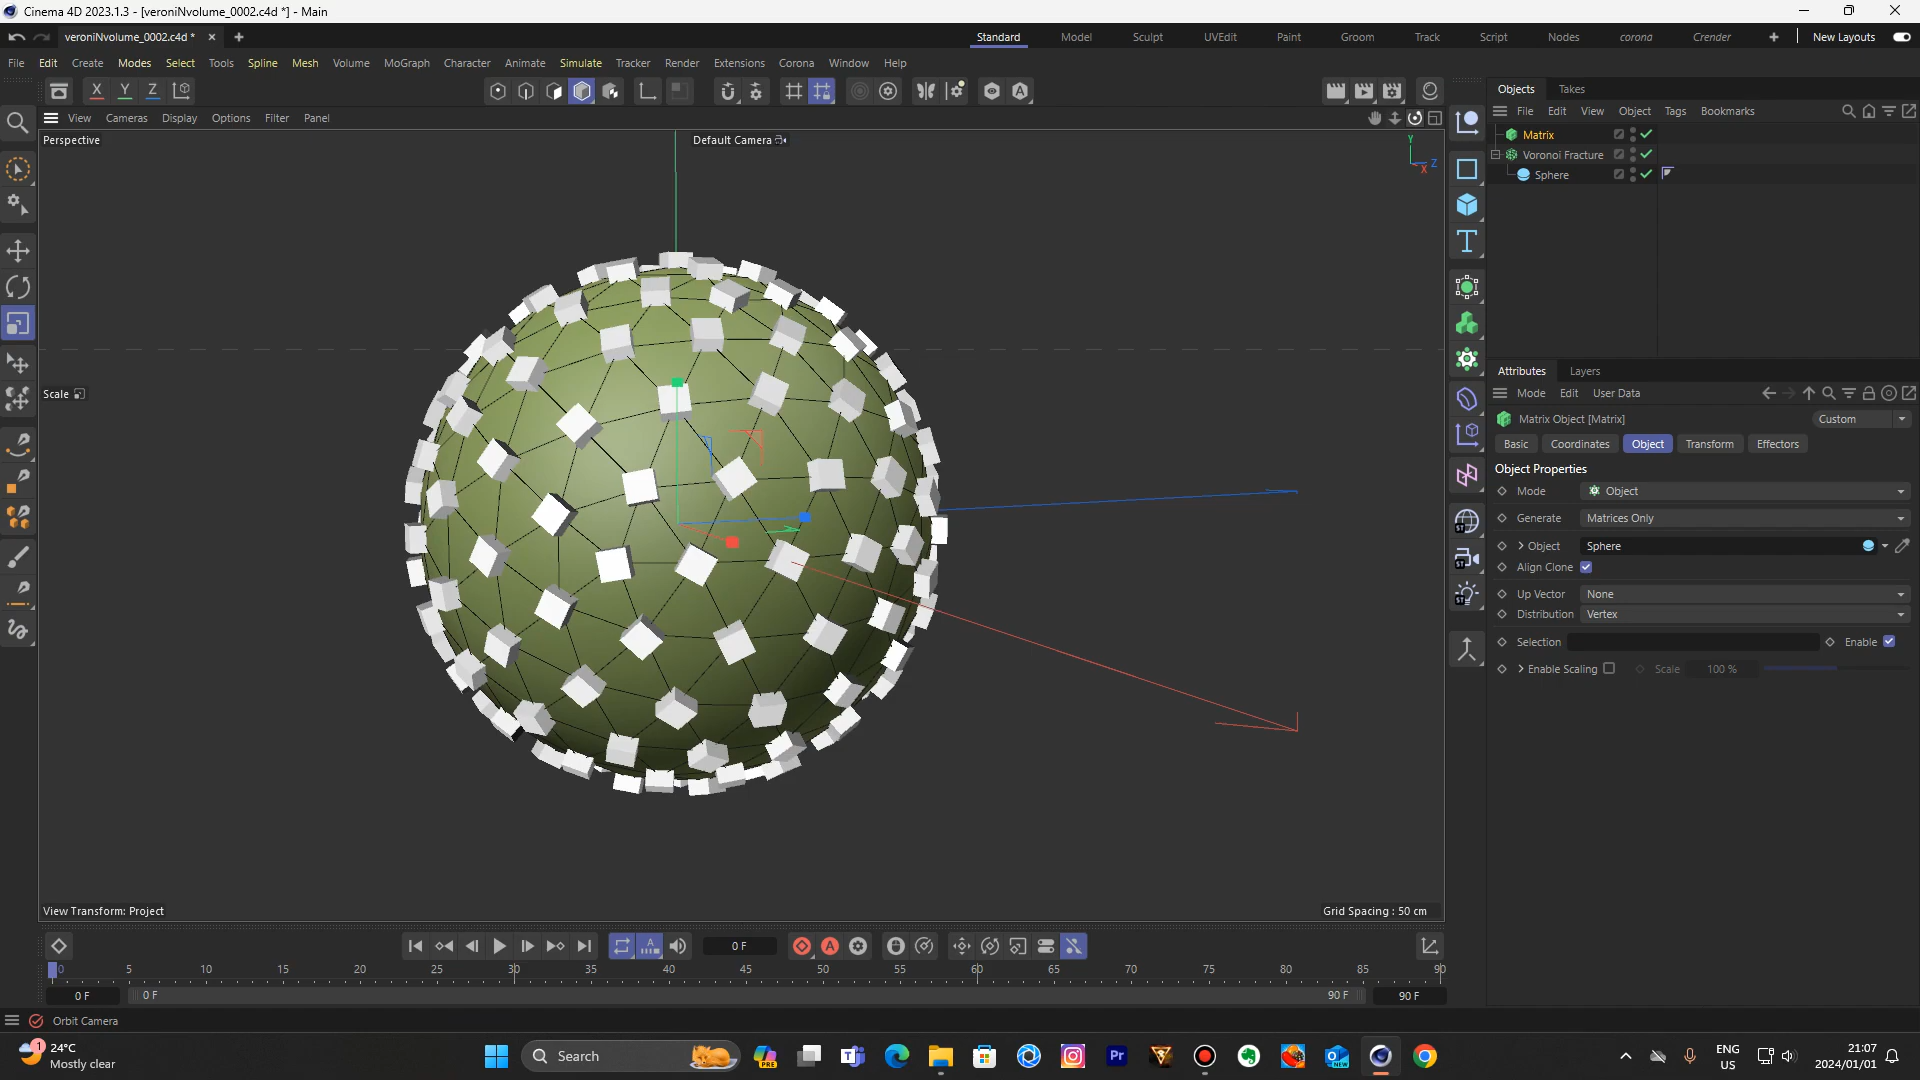 Cinema 4D 2023.1.3 - [veroniNvolume_0002.c4d *] - Main
veroniNvolume_0002.c4d *
Standard Model Sculpt UVEdit Paint Groom Track Script Nodes corona Crender New Layouts
File Edit Create Modes Select Tools Spline Mesh Volume MoGraph Character Animate Simulate Tracker Render Extensions Corona Window Help
X Y Z
View Cameras Display Options Filter Panel
Perspective
Default Camera
Y
Z
X
Scale
View Transform: Project
Grid Spacing : 50 cm
Objects Takes
File Edit View Object Tags Bookmarks
Matrix
Voronoi Fracture
Sphere
Attributes Layers
Mode Edit User Data
Matrix Object [Matrix] Custom
Basic Coordinates Object Transform Effectors
Object Properties
Mode Object
Generate Matrices Only
Object Sphere
Align Clone
Up Vector None
Distribution Vertex
Selection Enable
Enable Scaling Scale 100 %
0 F
0 5 10 15 20 25 30 35 40 45 50 55 60 65 70 75 80 85 90
0 F 0 F 90 F 90 F
Orbit Camera
1
24°C
Mostly clear
Search
PRE
Pr
NEW
ENG
US
21:07
2024/01/01